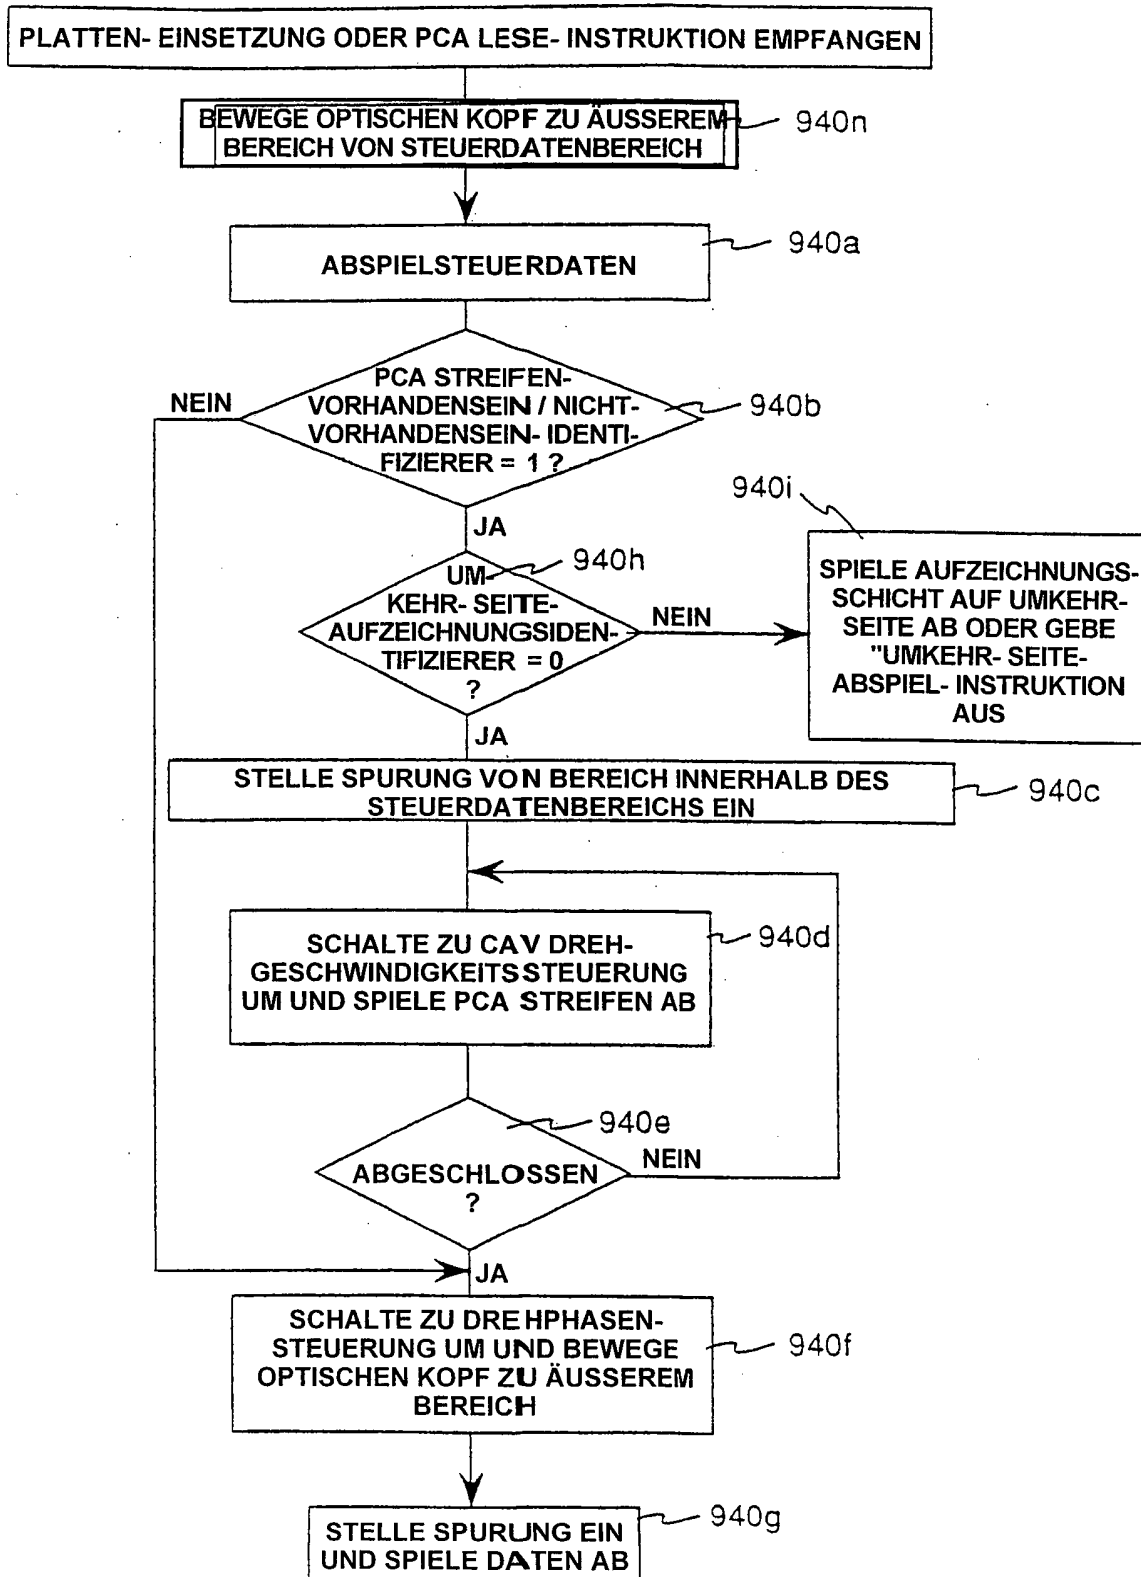 PLATTEN- EINSETZUNG ODER PCA LESE- INSTRUKTION EMPFANGEN
BEWEGE OPTISCHEN KOPF ZU ÄUSSEREM
BEREICH VON STEUERDATENBEREICH
940n
ABSPIELSTEUERDATEN
940a
PCA STREIFEN-
VORHANDENSEIN / NICHT-
VORHANDENSEIN- IDENTI-
FIZIERER = 1 ?
940b
NEIN
JA
UM-
KEHR- SEITE-
AUFZEICHNUNGSIDEN-
TIFIZIERER = 0
?
940h
NEIN
940i
SPIELE AUFZEICHNUNGS-
SCHICHT AUF UMKEHR-
SEITE AB ODER GEBE
"UMKEHR- SEITE-
ABSPIEL- INSTRUKTION
AUS
JA
STELLE SPURUNG VON BEREICH INNERHALB DES
STEUERDATENBEREICHS EIN
940c
SCHALTE ZU CAV DREH-
GESCHWINDIGKEITSSTEUERUNG
UM UND SPIELE PCA STREIFEN AB
940d
ABGESCHLOSSEN
?
940e
NEIN
JA
SCHALTE ZU DREHPHASEN-
STEUERUNG UM UND BEWEGE
OPTISCHEN KOPF ZU ÄUSSEREM
BEREICH
940f
STELLE SPURUNG EIN
UND SPIELE DATEN AB
940g